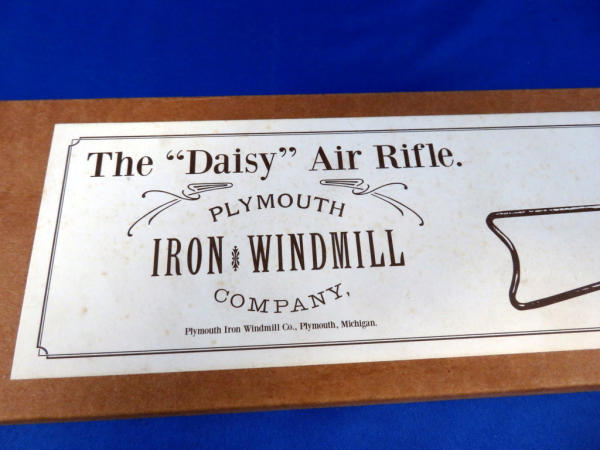 The “Daisy” Air Rifle.
PLYMOUTH
IRON WINDMILL
COMPANY,
Plymouth Iron Windmill Co., Plymouth, Michigan.